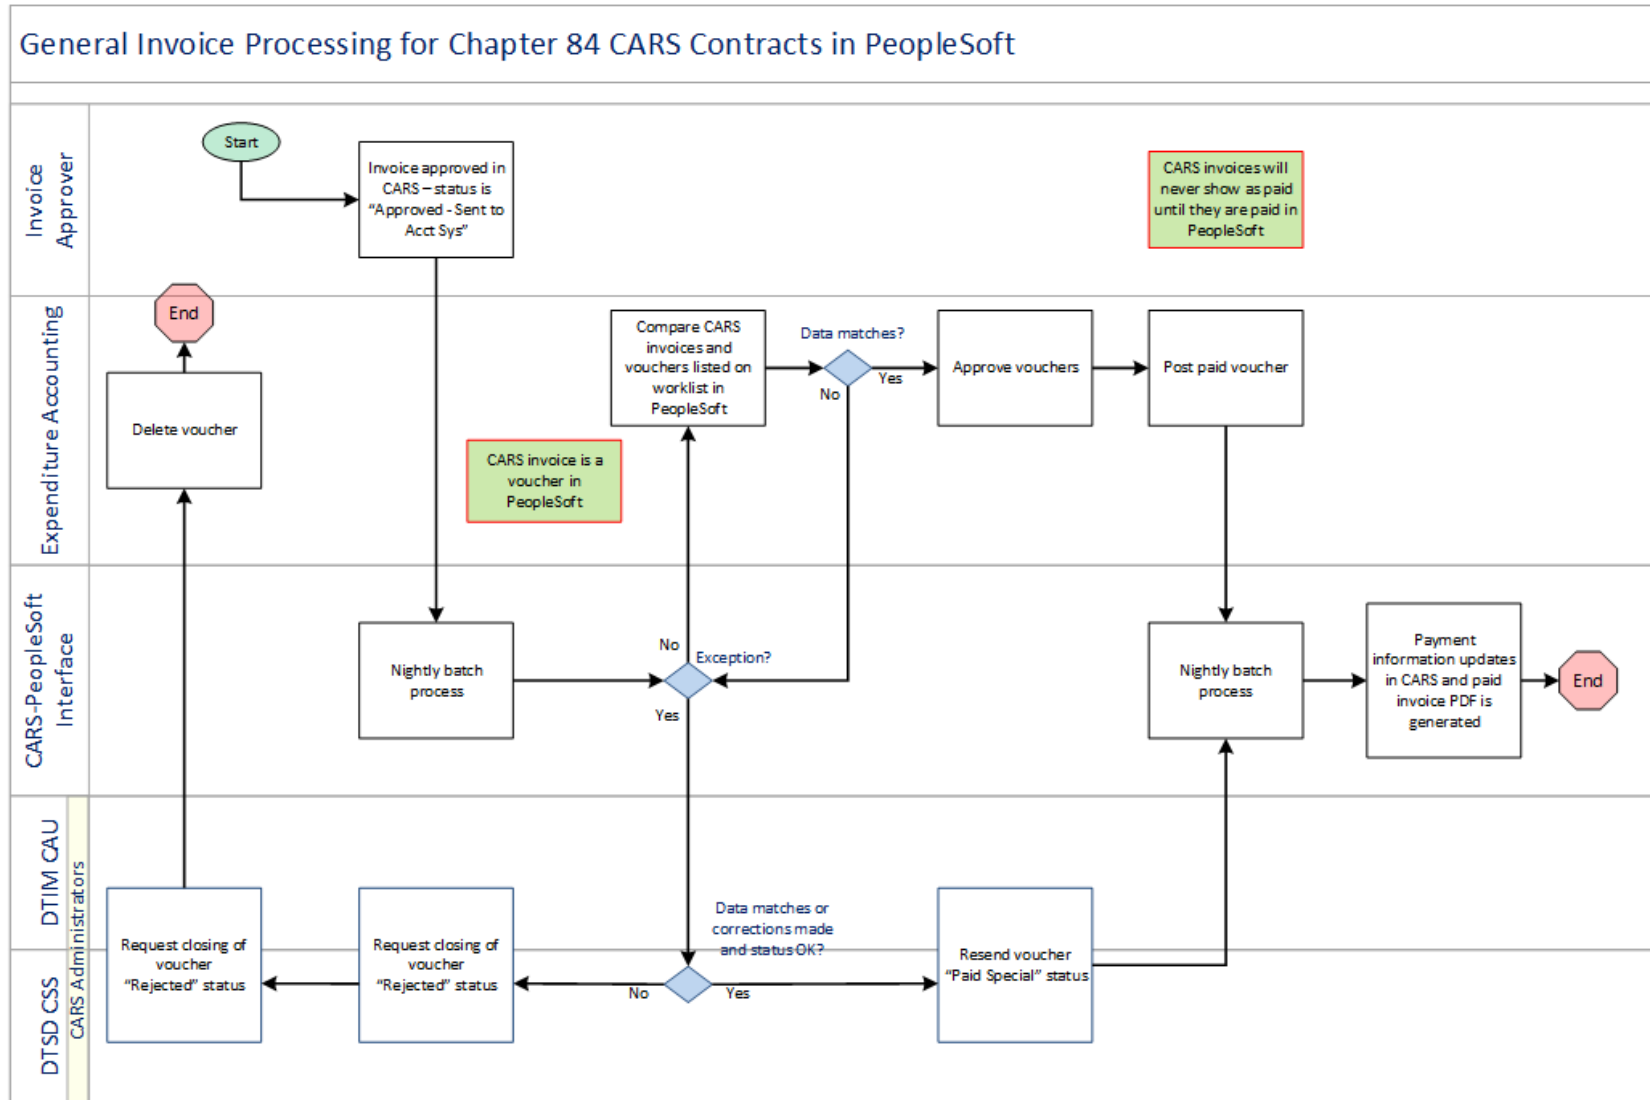 General Invoice Processing for Chapter 84 CARS Contracts in PeopleSoft
Invoice
Approver
Start
Invoice approved in
CARS – status is
“Approved - Sent to
Acct Sys”
CARS invoices will
never show as paid
until they are paid in
PeopleSoft
Expenditure Accounting
End
Delete voucher
CARS invoice is a
voucher in
PeopleSoft
Compare CARS
invoices and
vouchers listed on
worklist in
PeopleSoft
Data matches?
Yes
No
Approve vouchers
Post paid voucher
CARS-PeopleSoft
Interface
Nightly batch
process
No
Exception?
Yes
Nightly batch
process
Payment
information updates
in CARS and paid
invoice PDF is
generated
End
DTIM CAU
DTSD CSS
CARS Administrators
Request closing of
voucher
“Rejected” status
Request closing of
voucher
“Rejected” status
Data matches or
corrections made
and status OK?
No
Yes
Resend voucher
“Paid Special” status